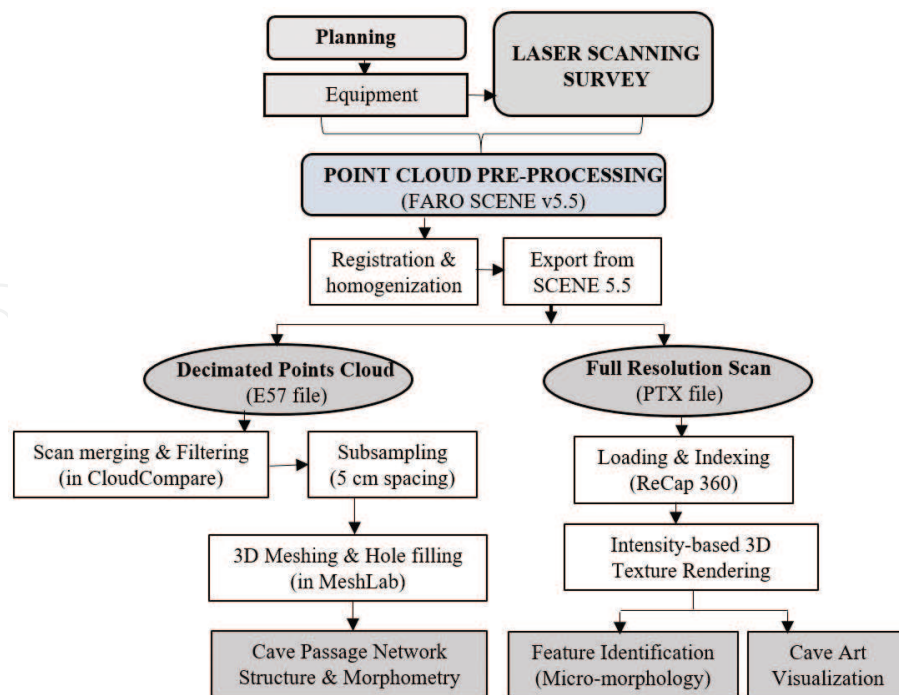 Planning
LASER SCANNING
SURVEY
Equipment
POINT CLOUD PRE-PROCESSING
(FARO SCENE v5.5)
Registration &
homogenization
Export from
SCENE 5.5
Decimated Points Cloud
(E57 file)
Full Resolution Scan
(PTX file)
Scan merging & Filtering
(in CloudCompare)
Subsampling
(5 cm spacing)
Loading & Indexing
(ReCap 360)
3D Meshing & Hole filling
(in MeshLab)
Intensity-based 3D
Texture Rendering
Cave Passage Network
Structure & Morphometry
Feature Identification
(Micro-morphology)
Cave Art
Visualization